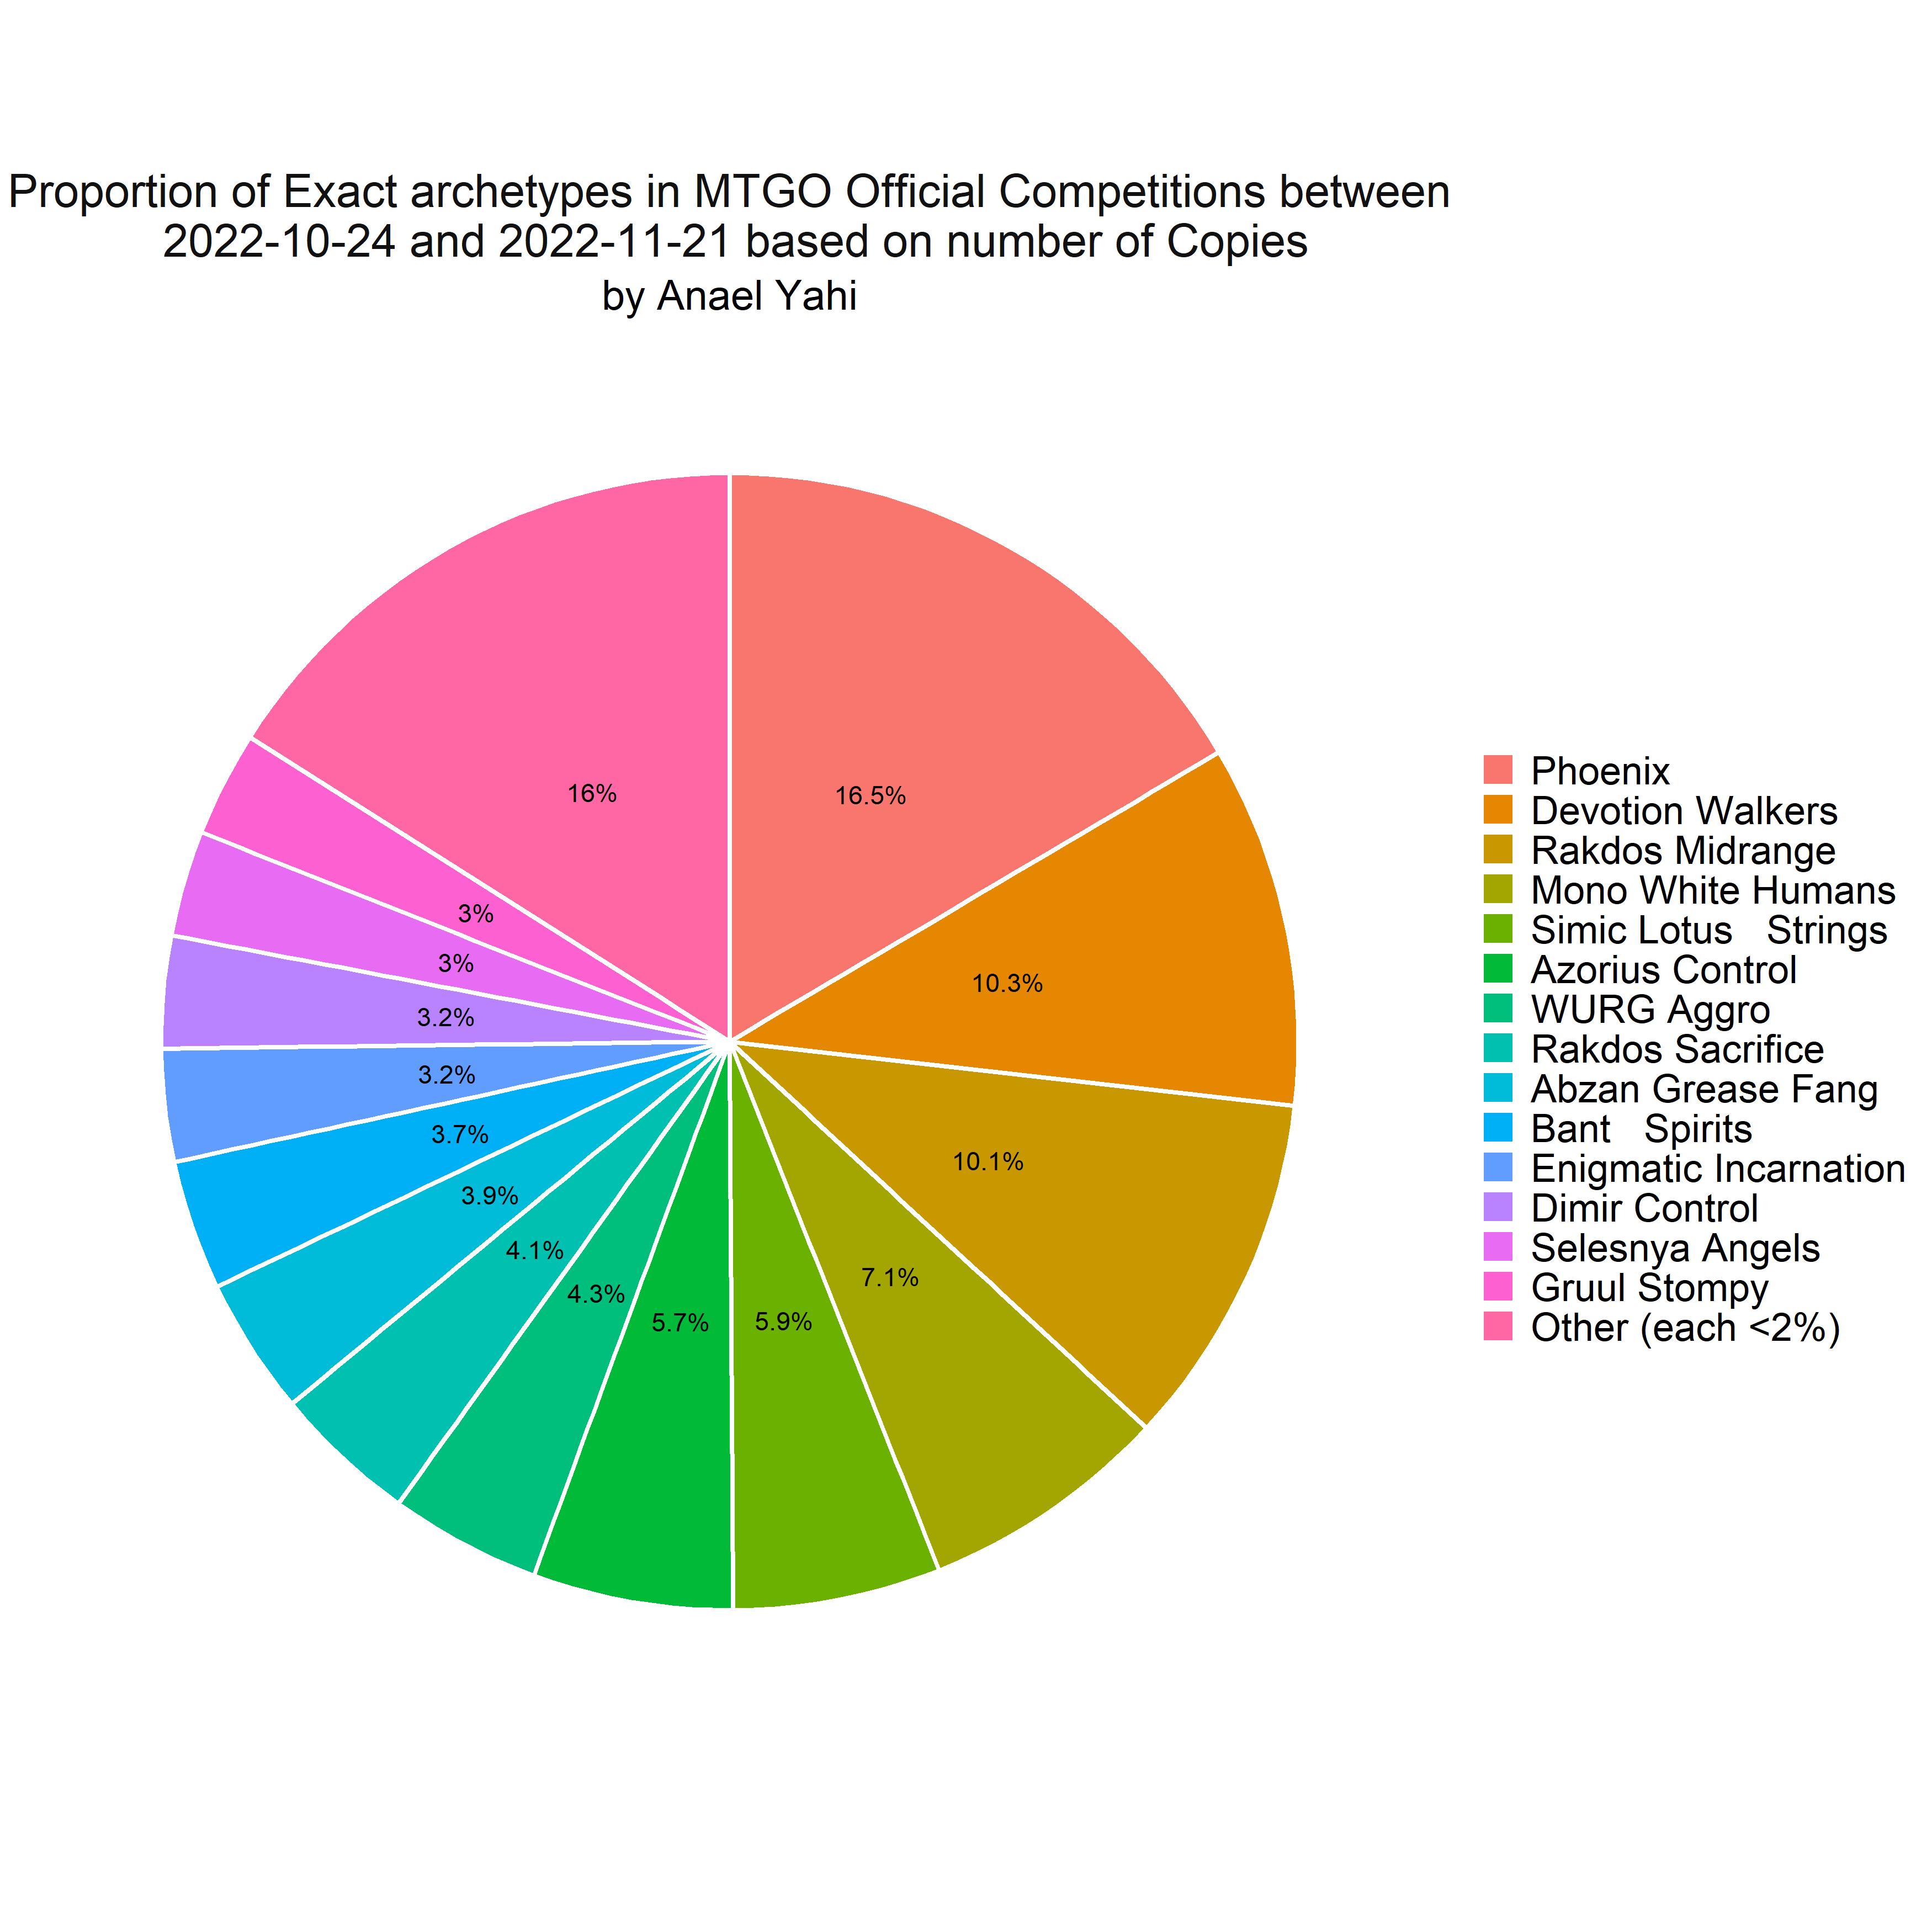 Proportion of Exact archetypes in MTGO Official Competitions between
2022-10-24 and 2022-11-21 based on number of Copies
by Anael Yahi
16%
16.5%
3%
3%
10.3%
3.2%
3.2%
3.7%
10.1%
3.9%
4.1%
7.1%
4.3%
5.7%
5.9%
Phoenix
Devotion Walkers
Rakdos Midrange
Mono White Humans
Simic Lotus   Strings
Azorius Control
WURG Aggro
Rakdos Sacrifice
Abzan Grease Fang
Bant   Spirits
Enigmatic Incarnation
Dimir Control
Selesnya Angels
Gruul Stompy
Other (each <2%)